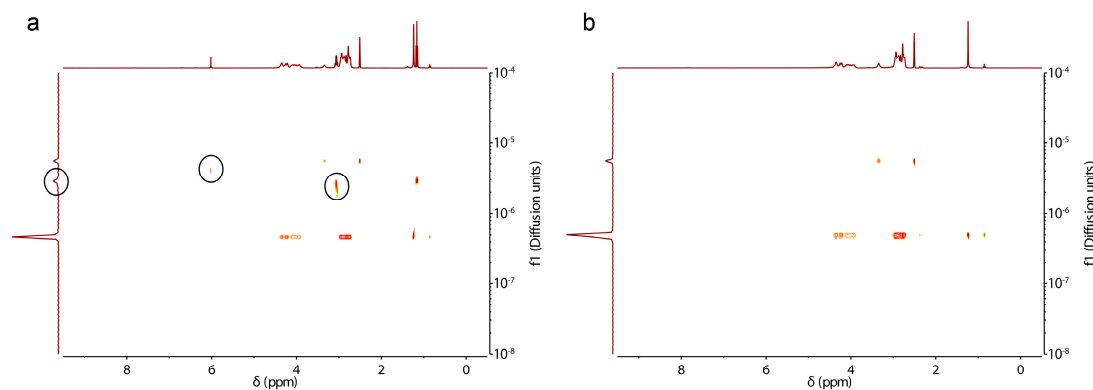 a
10⁻⁴
10⁻⁵
10⁻⁶
10⁻⁷
10⁻⁸
f1 (Diffusion units)
8 6 4 2 0
δ (ppm)
b
10⁻⁴
10⁻⁵
10⁻⁶
10⁻⁷
10⁻⁸
f1 (Diffusion units)
8 6 4 2 0
δ (ppm)